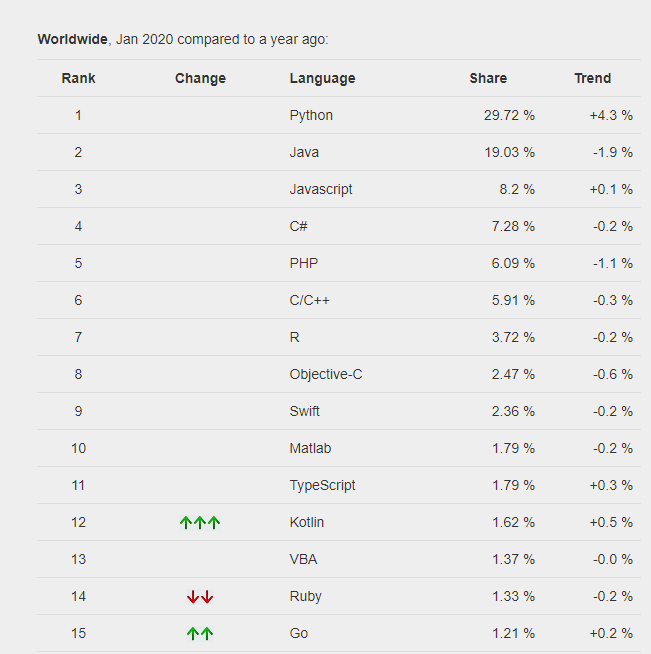 Worldwide, Jan 2020 compared to a year ago:
Rank Change Language Share Trend
1 Python 29.72 % +4.3 %
2 Java 19.03 % -1.9 %
3 Javascript 8.2 % +0.1 %
4 C# 7.28 % -0.2 %
5 PHP 6.09 % -1.1 %
6 C/C++ 5.91 % -0.3 %
7 R 3.72 % -0.2 %
8 Objective-C 2.47 % -0.6 %
9 Swift 2.36 % -0.2 %
10 Matlab 1.79 % -0.2 %
11 TypeScript 1.79 % +0.3 %
12 ↑↑↑ Kotlin 1.62 % +0.5 %
13 VBA 1.37 % -0.0 %
14 ↓↓ Ruby 1.33 % -0.2 %
15 ↑↑ Go 1.21 % +0.2 %